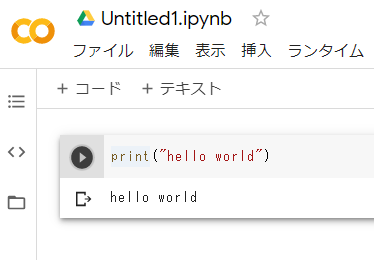 Untitled1.ipynb
ファイル 編集 表示 挿入 ランタイム
+ コード + テキスト
print("hello world")
hello world